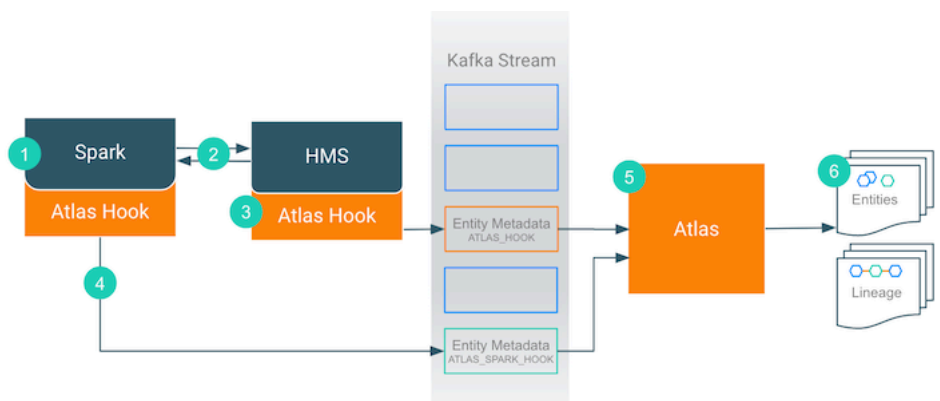 Kafka Stream
1
Spark
2
HMS
Atlas Hook
3
Atlas Hook
4
Entity Metadata
ATLAS_HOOK
Entity Metadata
ATLAS_SPARK_HOOK
5
Atlas
6
Entities
Lineage